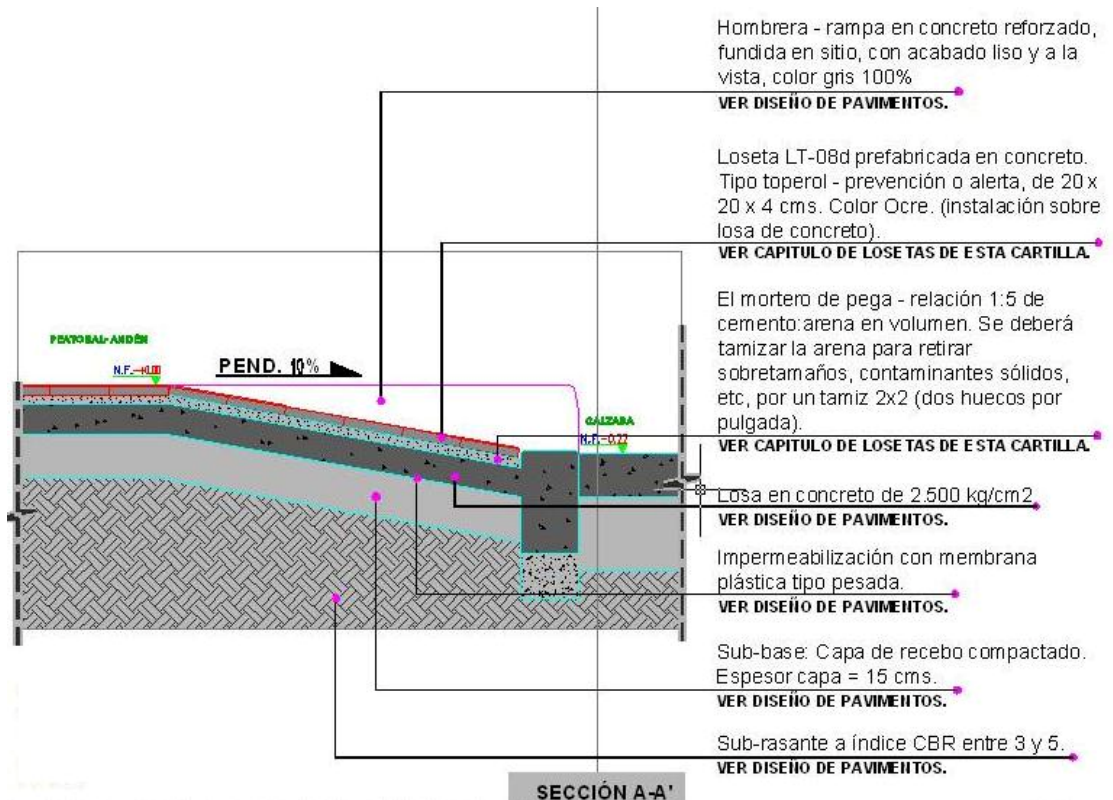 Hombrera - rampa en concreto reforzado,
fundida en sitio, con acabado liso y a la
vista, color gris 100%
VER DISEÑO DE PAVIMENTOS.
Loseta LT-08d prefabricada en concreto.
Tipo toperol - prevención o alerta, de 20 x
20 x 4 cms. Color Ocre. (instalación sobre
losa de concreto).
VER CAPITULO DE LOSETAS DE ESTA CARTILLA.
El mortero de pega - relación 1:5 de
cemento:arena en volumen. Se deberá
tamizar la arena para retirar
sobretamaños, contaminantes sólidos,
etc, por un tamiz 2x2 (dos huecos por
pulgada).
VER CAPITULO DE LOSETAS DE ESTA CARTILLA.
Losa en concreto de 2.500 kg/cm2
VER DISEÑO DE PAVIMENTOS.
Impermeabilización con membrana
plástica tipo pesada.
VER DISEÑO DE PAVIMENTOS.
Sub-base: Capa de recebo compactado.
Espesor capa = 15 cms.
VER DISEÑO DE PAVIMENTOS.
Sub-rasante a índice CBR entre 3 y 5.
VER DISEÑO DE PAVIMENTOS.
PEATONAL-ANDÉN
N.F.-+0.00
PEND. 10%
CALZADA
N.F.-0.22
SECCIÓN A-A'